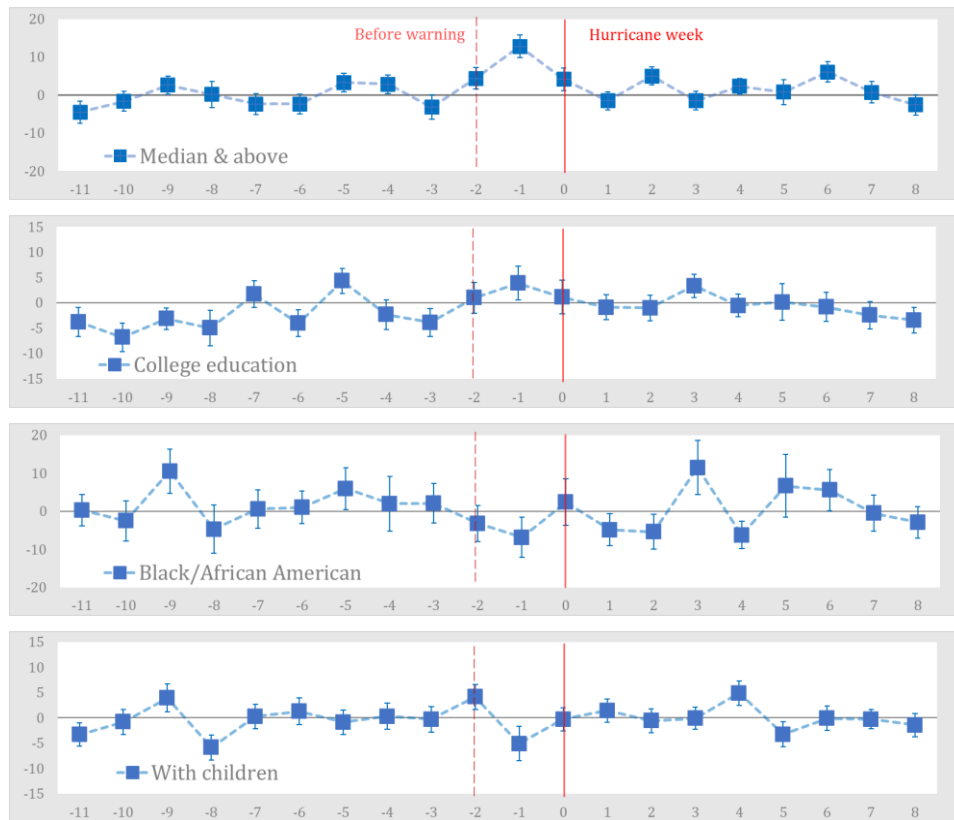 20
Before warning Hurricane week
10
0
-10
Median & above
-20
-11 -10 -9 -8 -7 -6 -5 -4 -3 -2 -1 0 1 2 3 4 5 6 7 8
15
10
5
0
-5
-10
College education
-15
-11 -10 -9 -8 -7 -6 -5 -4 -3 -2 -1 0 1 2 3 4 5 6 7 8
20
10
0
-10
Black/African American
-20
-11 -10 -9 -8 -7 -6 -5 -4 -3 -2 -1 0 1 2 3 4 5 6 7 8
15
10
5
0
-5
-10
With children
-15
-11 -10 -9 -8 -7 -6 -5 -4 -3 -2 -1 0 1 2 3 4 5 6 7 8